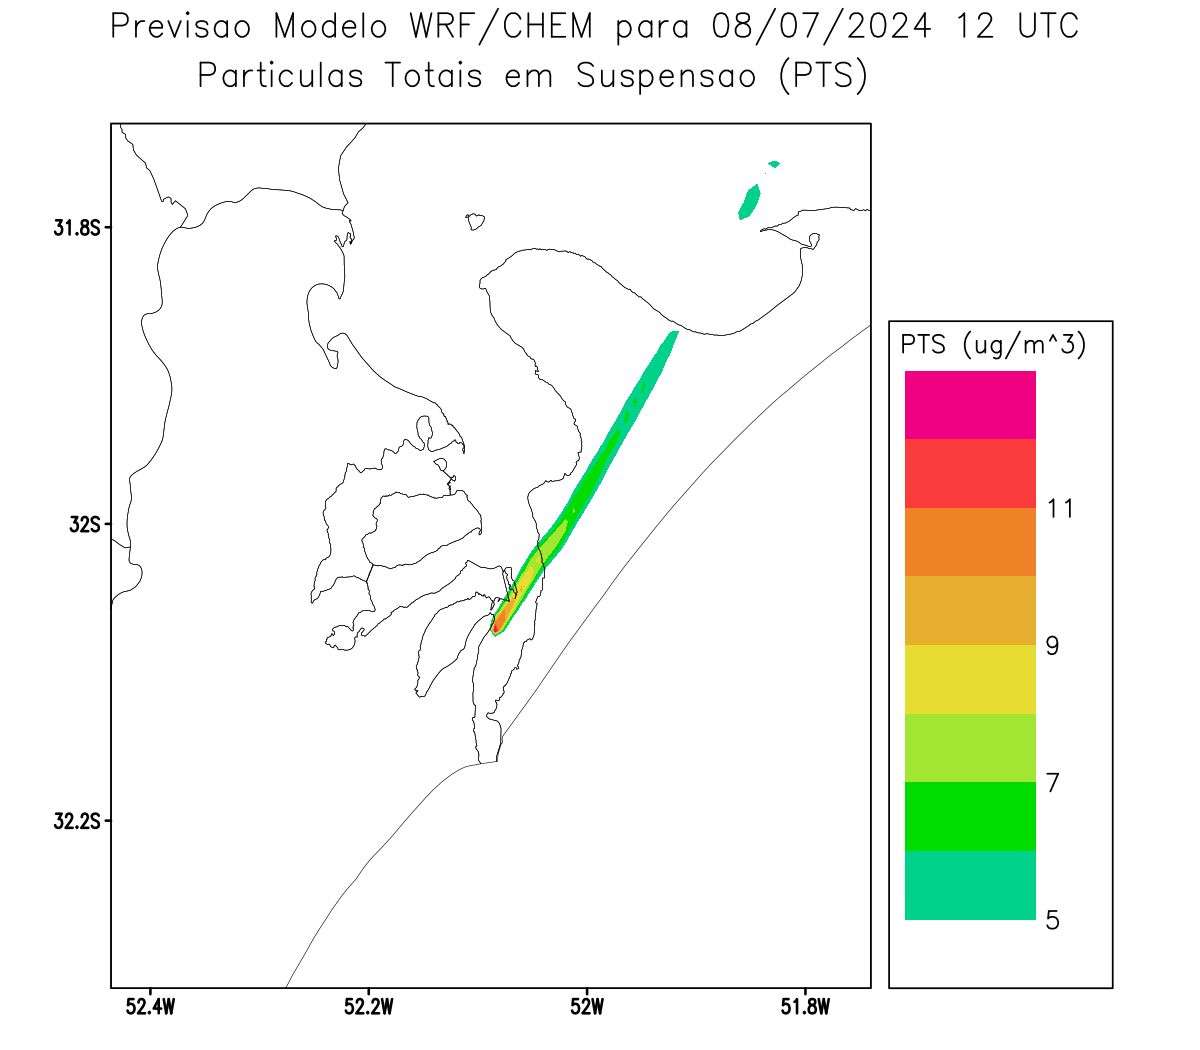 Previsao Modelo WRF/CHEM para 08/07/2024 12 UTC
Particulas Totais em Suspensao (PTS)
31.8S
32S
32.2S
52.4W
52.2W
52W
51.8W
PTS (ug/m^3)
11
9
7
5